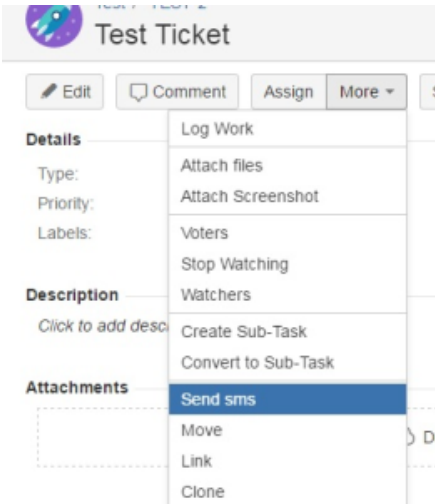 Test Ticket
Edit Comment Assign More
Details
Type:
Priority:
Labels:
Description
Click to add
Attachments
Log Work
Attach files
Attach Screenshot
Voters
Stop Watching
Watchers
Create Sub-Task
Convert to Sub-Task
Send sms
Move
Link
Clone